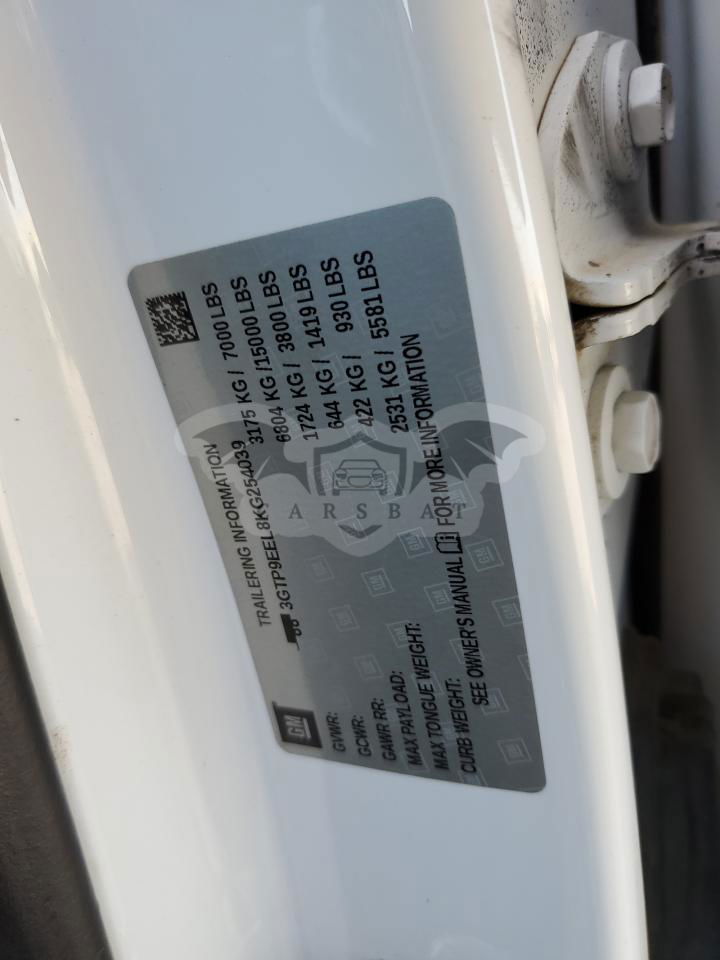 TRAILERING INFORMATION
3GTP9EEL8KG254039
GM
GVWR: 3175 KG / 7000 LBS
GCWR: 6804 KG /15000 LBS
GAWR RR: 1724 KG / 3800 LBS
MAX PAYLOAD: 644 KG / 1419 LBS
MAX TONGUE WEIGHT: 422 KG / 930 LBS
CURB WEIGHT: 2531 KG / 5581 LBS
SEE OWNER'S MANUAL FOR MORE INFORMATION
CARSBAT